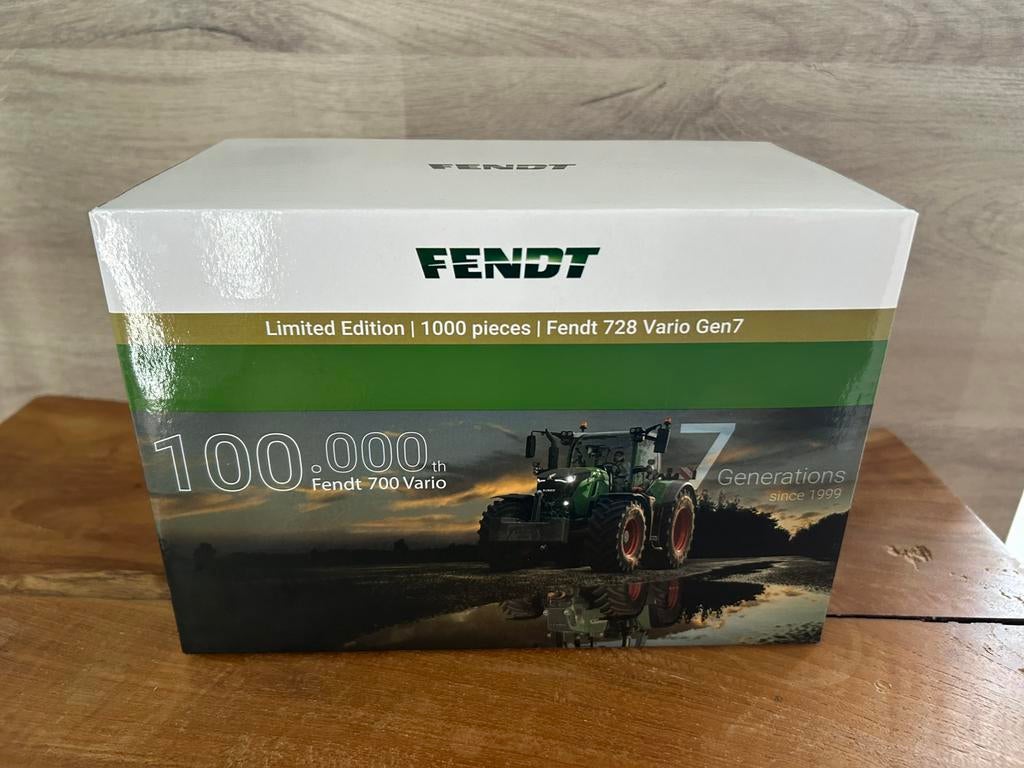 FENDT
FENDT
Limited Edition | 1000 pieces | Fendt 728 Vario Gen7
100.000th
Fendt 700 Vario
7
Generations
since 1999